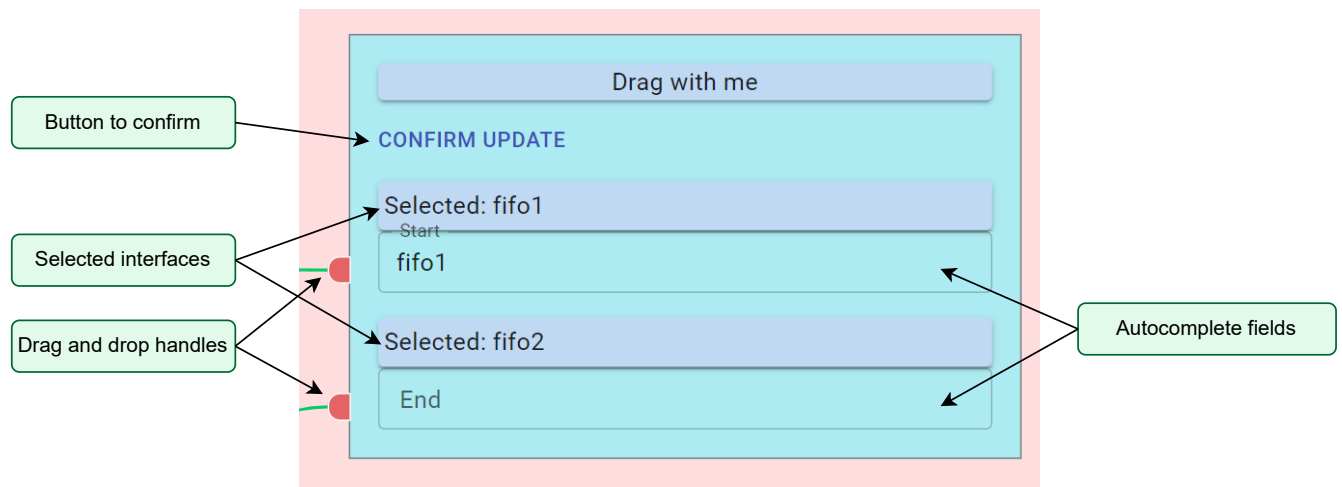 Drag with me
Button to confirm
CONFIRM UPDATE
Selected: fifo1
Start
Selected interfaces
fifo1
Autocomplete fields
Drag and drop handles
Selected: fifo2
End